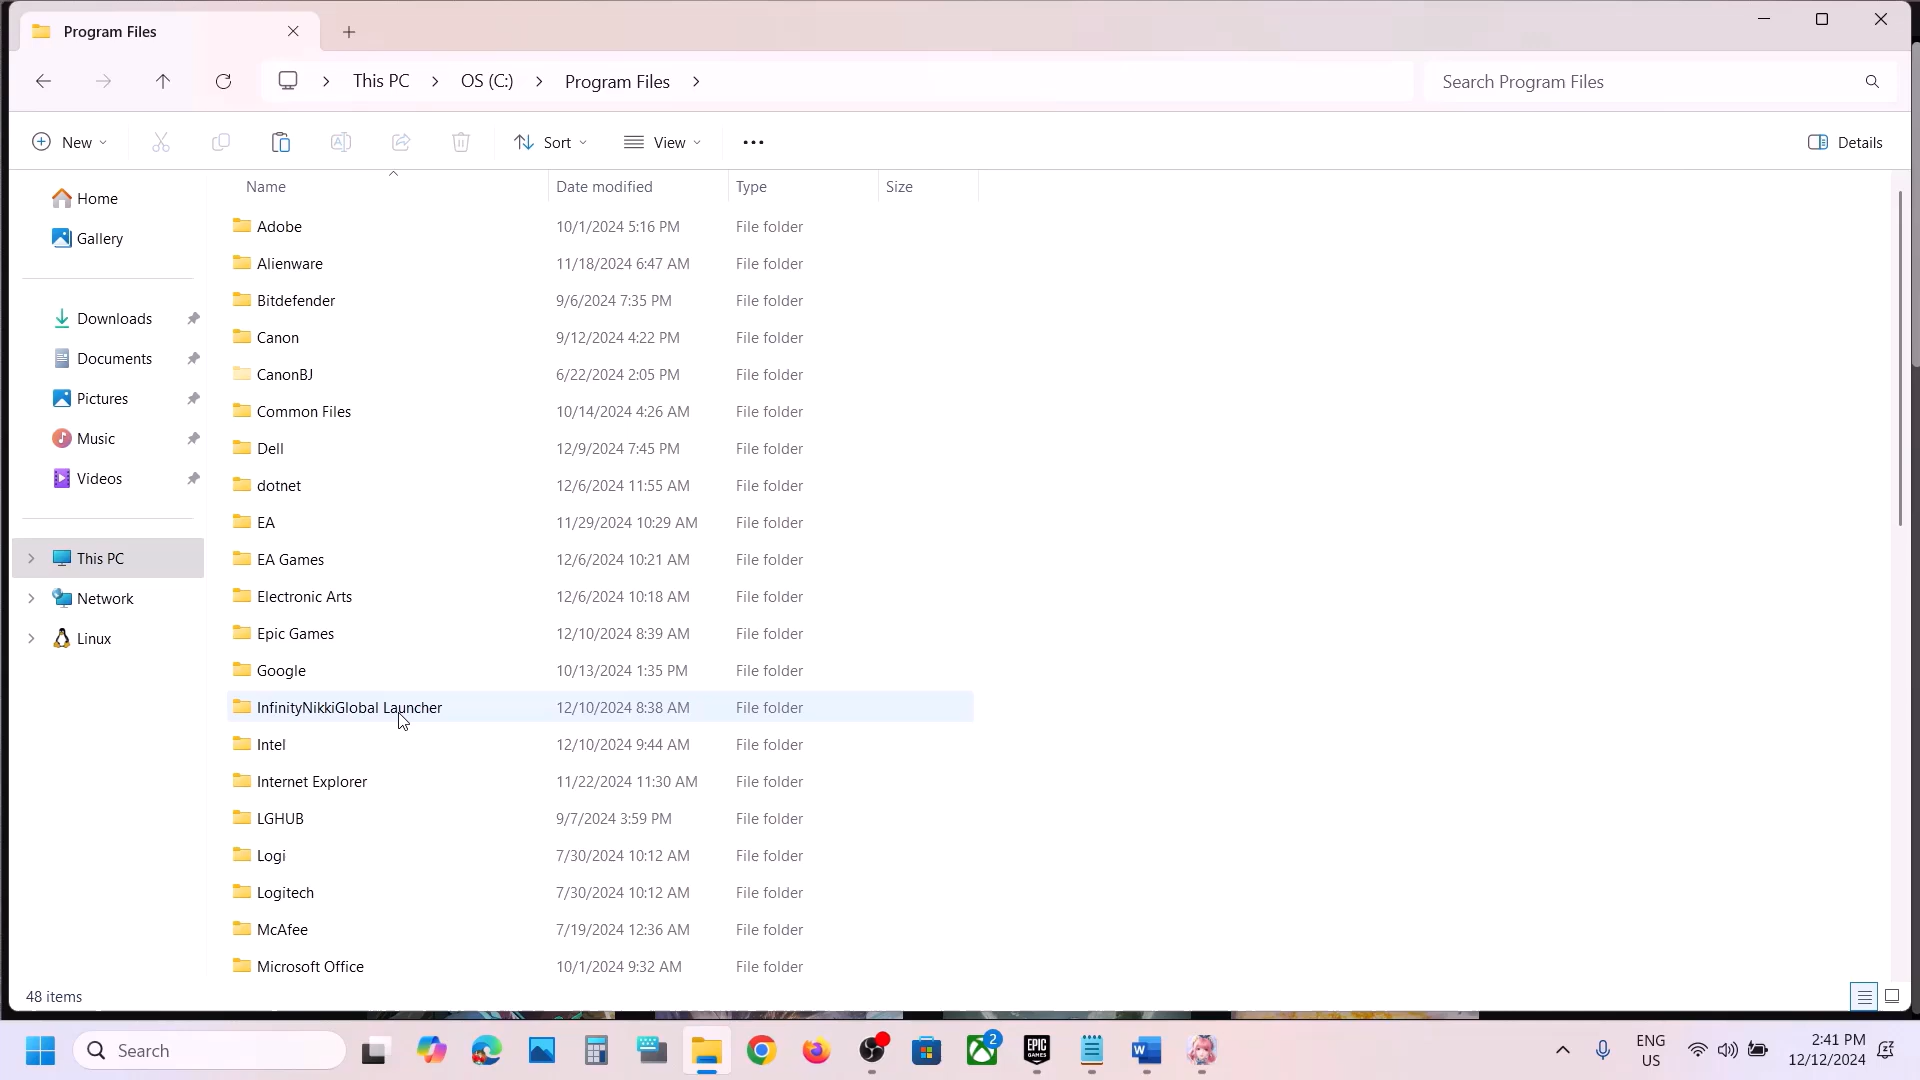 Program Files
This PC
OS (C:)
Program Files
Search Program Files
New
Sort
View
Details
Name Date modified Type Size
Home
Gallery
Downloads
Documents
Pictures
Music
Videos
This PC
Network
Linux
Adobe 10/1/2024 5:16 PM File folder
Alienware 11/18/2024 6:47 AM File folder
Bitdefender 9/6/2024 7:35 PM File folder
Canon 9/12/2024 4:22 PM File folder
CanonBJ 6/22/2024 2:05 PM File folder
Common Files 10/14/2024 4:26 AM File folder
Dell 12/9/2024 7:45 PM File folder
dotnet 12/6/2024 11:55 AM File folder
EA 11/29/2024 10:29 AM File folder
EA Games 12/6/2024 10:21 AM File folder
Electronic Arts 12/6/2024 10:18 AM File folder
Epic Games 12/10/2024 8:39 AM File folder
Google 10/13/2024 1:35 PM File folder
InfinityNikkiGlobal Launcher 12/10/2024 8:38 AM File folder
Intel 12/10/2024 9:44 AM File folder
Internet Explorer 11/22/2024 11:30 AM File folder
LGHUB 9/7/2024 3:59 PM File folder
Logi 7/30/2024 10:12 AM File folder
Logitech 7/30/2024 10:12 AM File folder
McAfee 7/19/2024 12:36 AM File folder
Microsoft Office 10/1/2024 9:32 AM File folder
48 items
Search
2
EPIC
GAMES
W
ENG
US
2:41 PM
12/12/2024